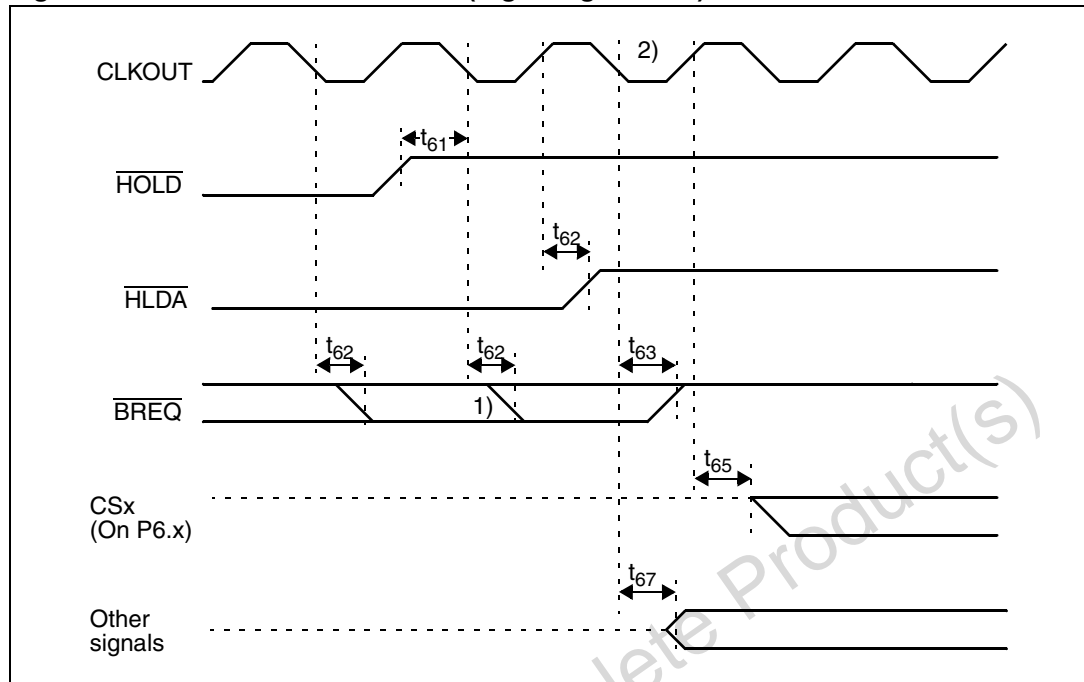 CLKOUT
2)
t61
HOLD
t62
HLDA
t62
t62
t63
BREQ
1)
t65
CSx
(On P6.x)
t67
Other
signals
lete Product(s)